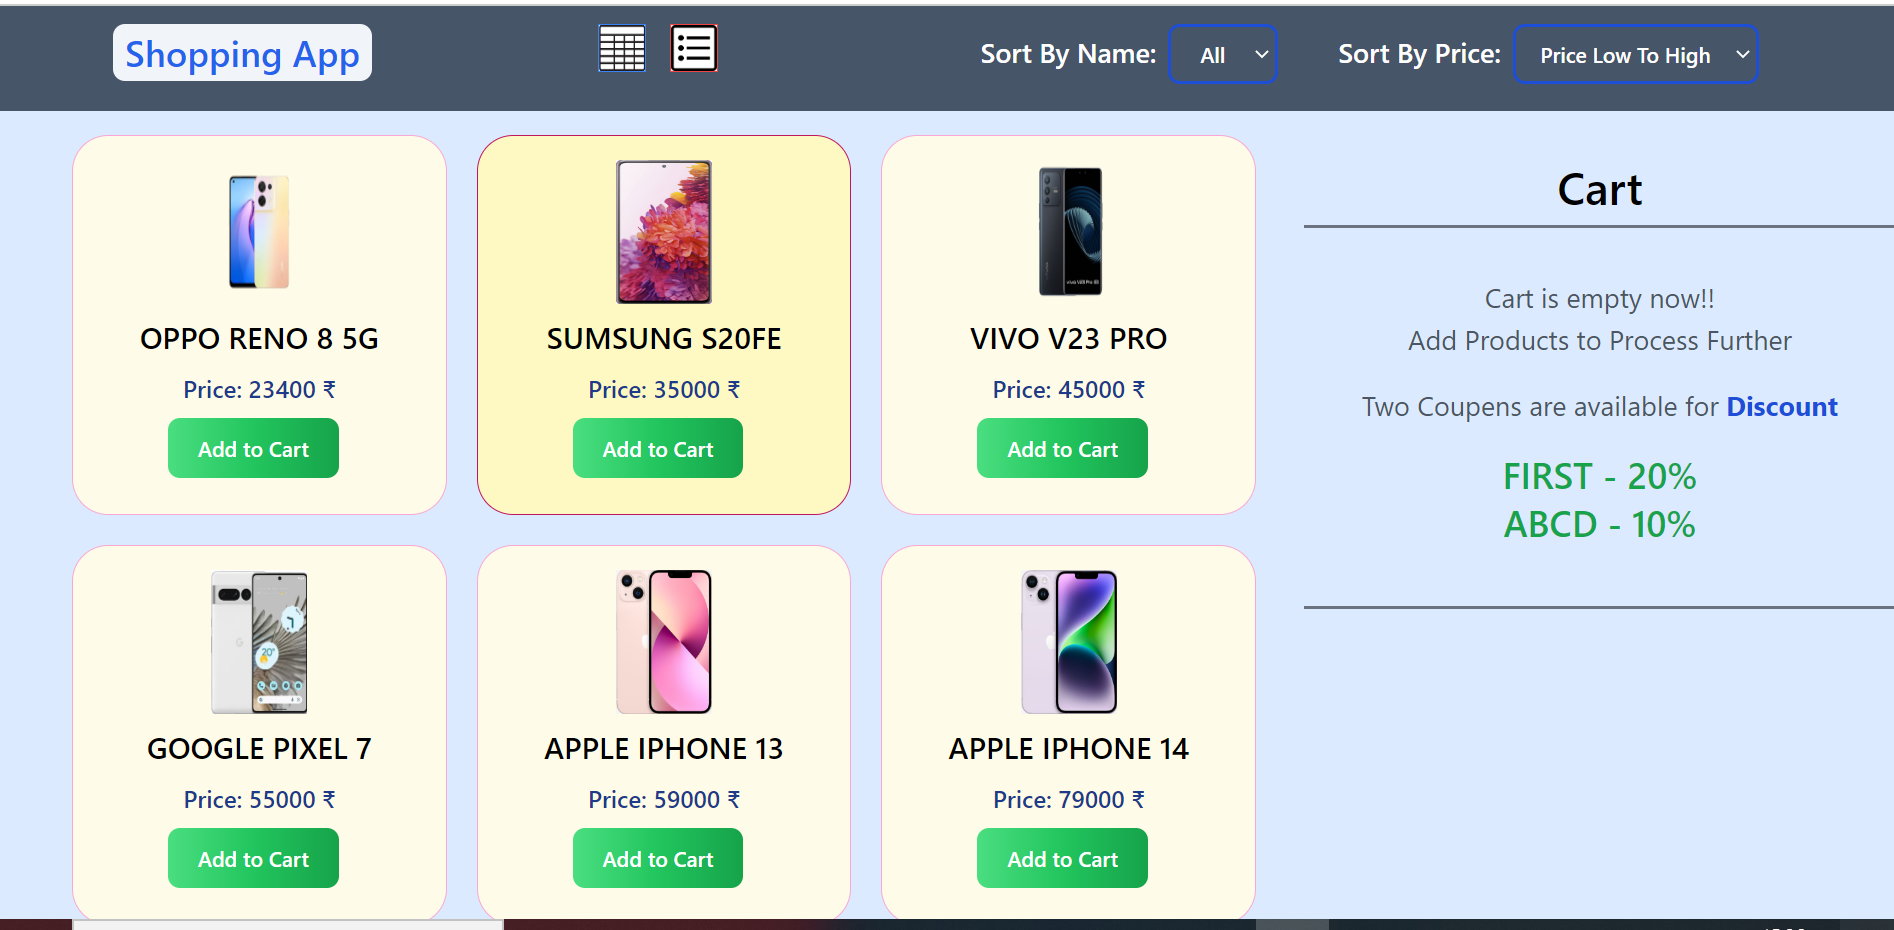 Shopping App
Sort By Name: All
Sort By Price: Price Low To High
OPPO RENO 8 5G
Price: 23400 ₹
Add to Cart
SUMSUNG S20FE
Price: 35000 ₹
Add to Cart
VIVO V23 PRO
Price: 45000 ₹
Add to Cart
GOOGLE PIXEL 7
Price: 55000 ₹
Add to Cart
APPLE IPHONE 13
Price: 59000 ₹
Add to Cart
APPLE IPHONE 14
Price: 79000 ₹
Add to Cart
Cart
Cart is empty now!!
Add Products to Process Further
Two Coupens are available for Discount
FIRST - 20%
ABCD - 10%